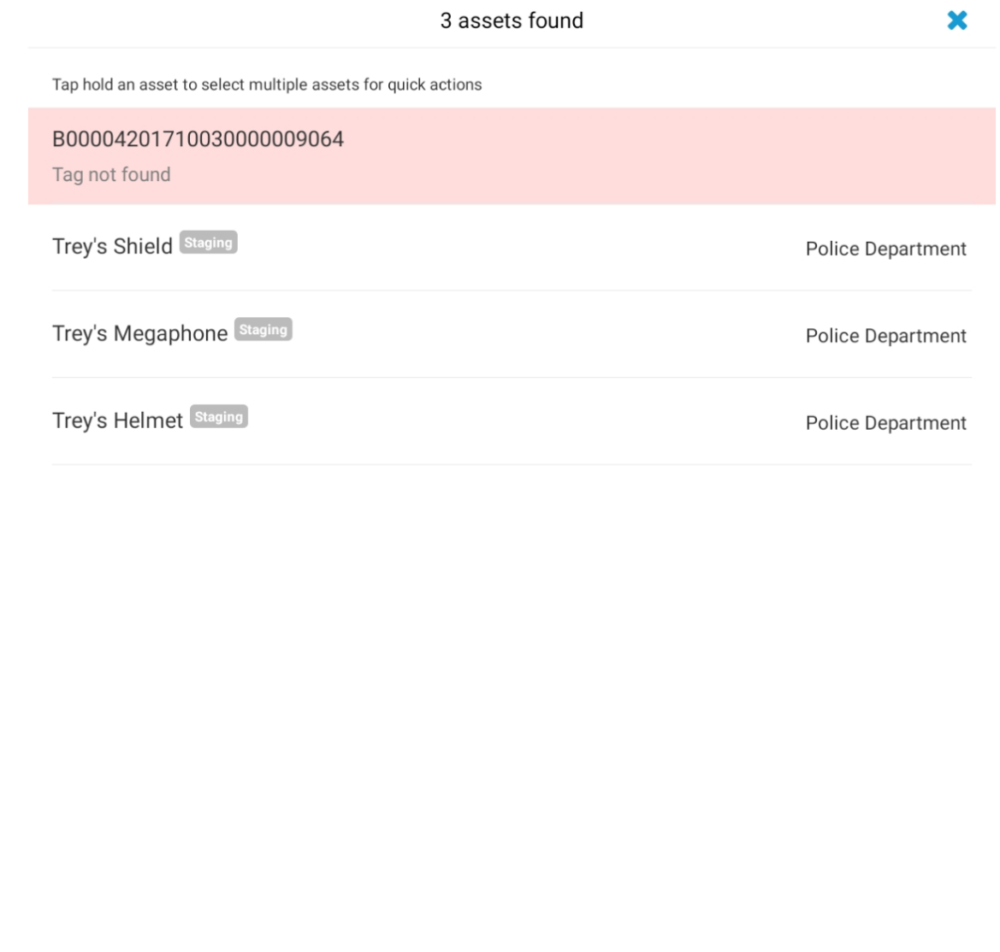 3 assets found
Tap hold an asset to select multiple assets for quick actions
B00004201710030000009064
Tag not found
Trey's Shield Staging Police Department
Trey's Megaphone Staging Police Department
Trey's Helmet Staging Police Department